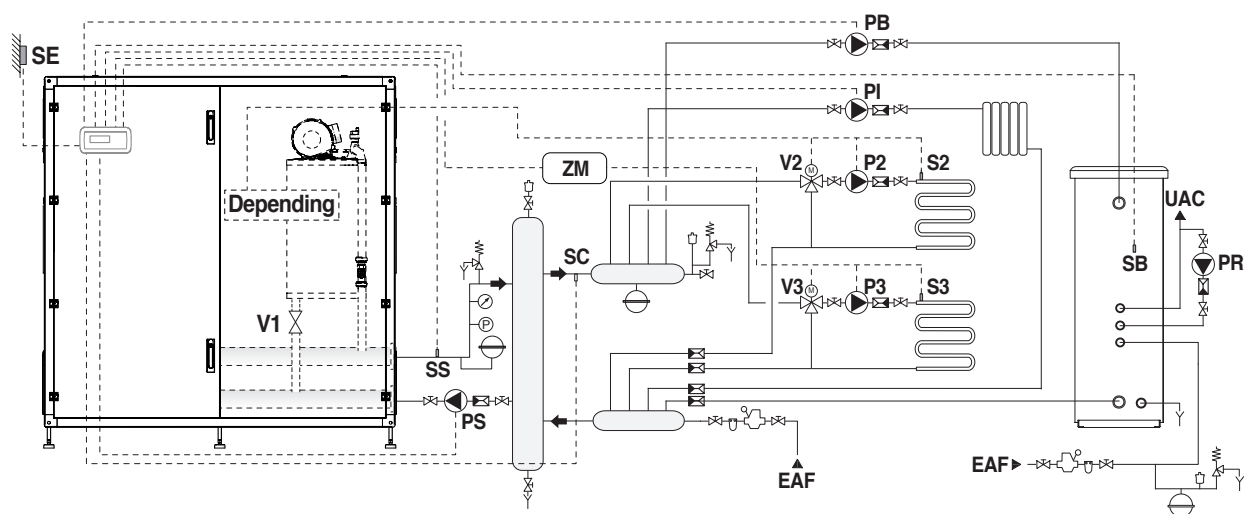 PB
SE
PI
ZM
V2
P2
S2
Depending
UAC
SC
SB
PR
V3
P3
S3
V1
P
SS
PS
EAF
EAF
M
M